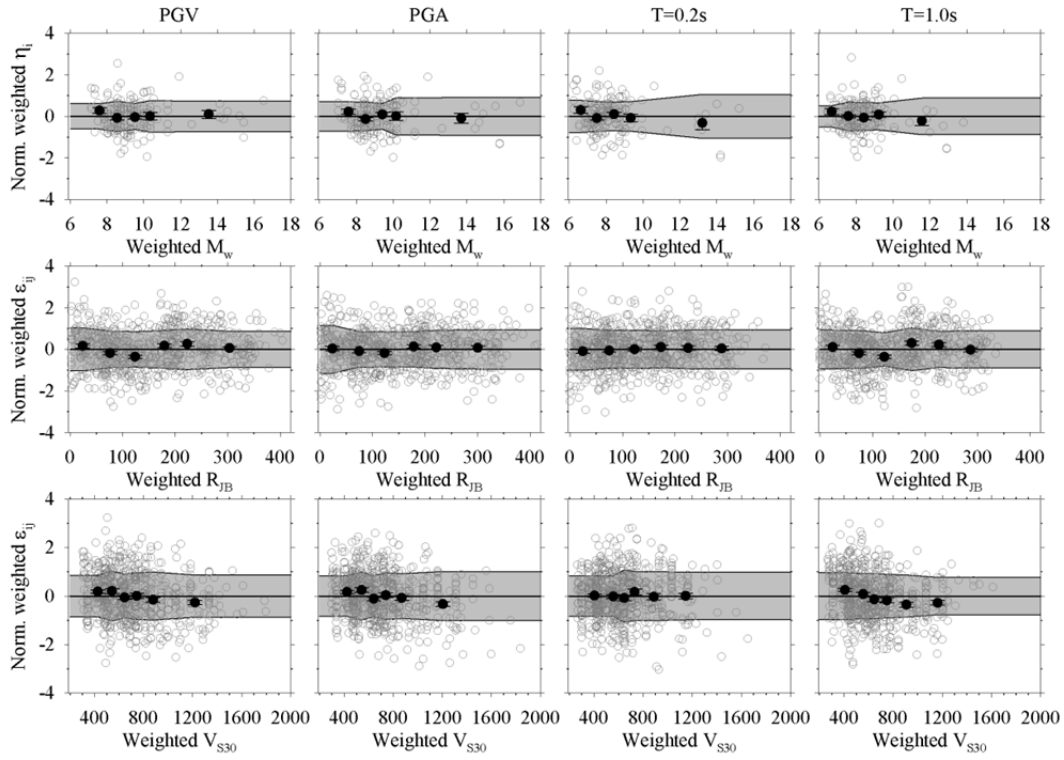 PGV PGA T=0.2s T=1.0s
Norm. weighted ηi
4
2
0
-2
-4
6 8 10 12 14 16 18 6 8 10 12 14 16 18 6 8 10 12 14 16 18 6 8 10 12 14 16 18
Weighted Mw Weighted Mw Weighted Mw Weighted Mw
Norm. weighted εij
4
2
0
-2
-4
0 100 200 300 400 0 100 200 300 400 0 100 200 300 400 0 100 200 300 400
Weighted RJB Weighted RJB Weighted RJB Weighted RJB
Norm. weighted εij
4
2
0
-2
-4
400 800 1200 1600 2000 400 800 1200 1600 2000 400 800 1200 1600 2000 400 800 1200 1600 2000
Weighted VS30 Weighted VS30 Weighted VS30 Weighted VS30